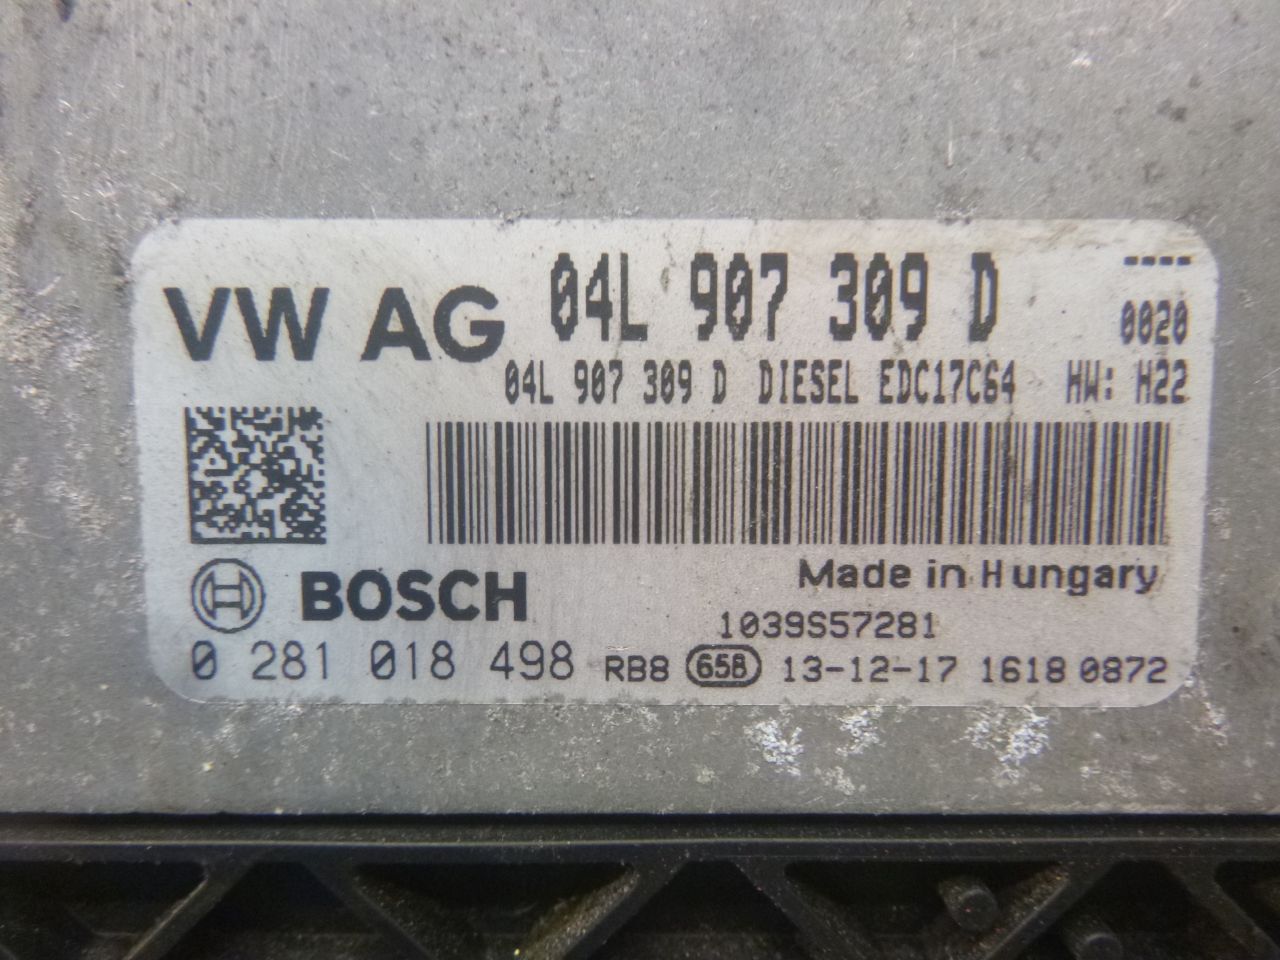 VW AG 04L 907 309 D ----
0020
04L 907 309 D DIESEL EDC17C64 HW: H22
BOSCH Made in Hungary
1039S57281
0 281 018 498 RB8 658 13-12-17 1618 0872